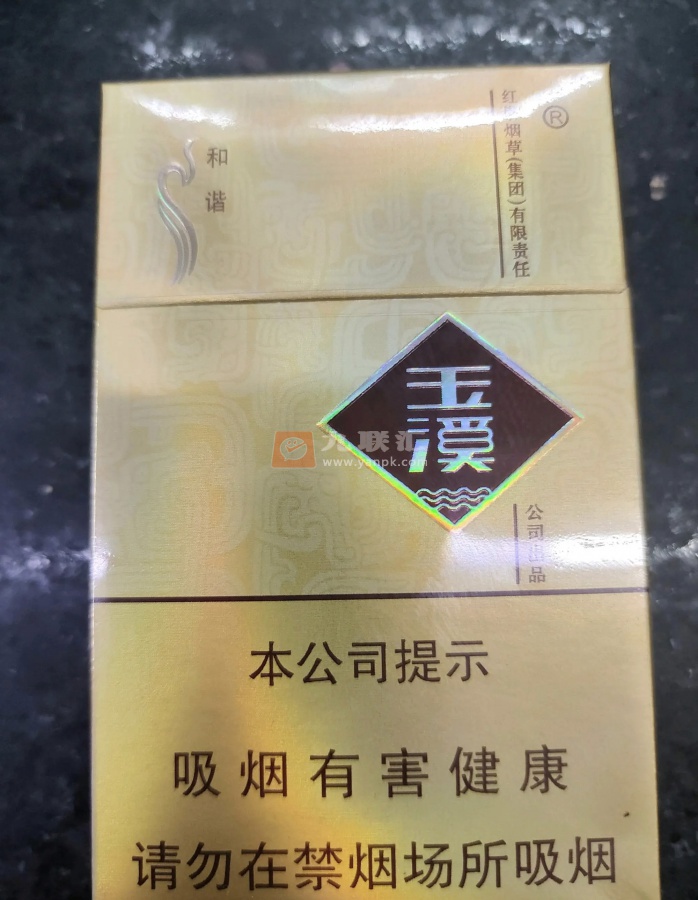 和谐
红塔烟草(集团)有限责任
®
玉溪
www.yanpk.com
公司出品
本公司提示
吸烟有害健康
请勿在禁烟场所吸烟